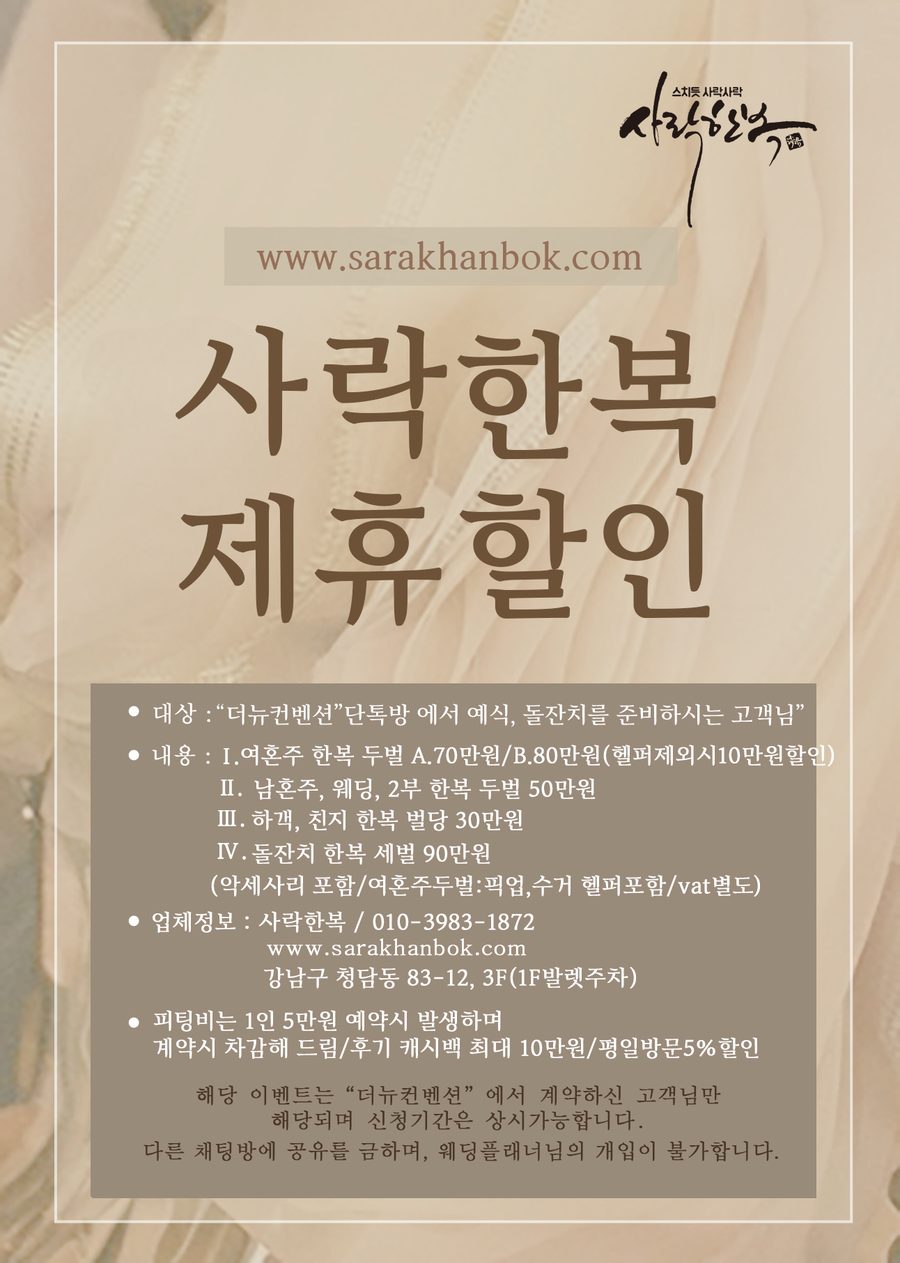 스치듯 사락사락
사락한복
www.sarakhanbok.com
사락한복
제휴할인
● 대상 :“더뉴컨벤션”단톡방 에서 예식, 돌잔치를 준비하시는 고객님”
● 내용 : Ⅰ.여혼주 한복 두벌 A.70만원/B.80만원(헬퍼제외시10만원할인)
Ⅱ. 남혼주, 웨딩, 2부 한복 두벌 50만원
Ⅲ. 하객, 친지 한복 벌당 30만원
Ⅳ. 돌잔치 한복 세벌 90만원
(악세사리 포함/여혼주두벌:픽업,수거 헬퍼포함/vat별도)
● 업체정보 : 사락한복 / 010-3983-1872
www.sarakhanbok.com
강남구 청담동 83-12, 3F(1F발렛주차)
● 피팅비는 1인 5만원 예약시 발생하며
계약시 차감해 드림/후기 캐시백 최대 10만원/평일방문5%할인
해당 이벤트는 “더뉴컨벤션” 에서 계약하신 고객님만
해당되며 신청기간은 상시가능합니다.
다른 채팅방에 공유를 금하며, 웨딩플래너님의 개입이 불가합니다.